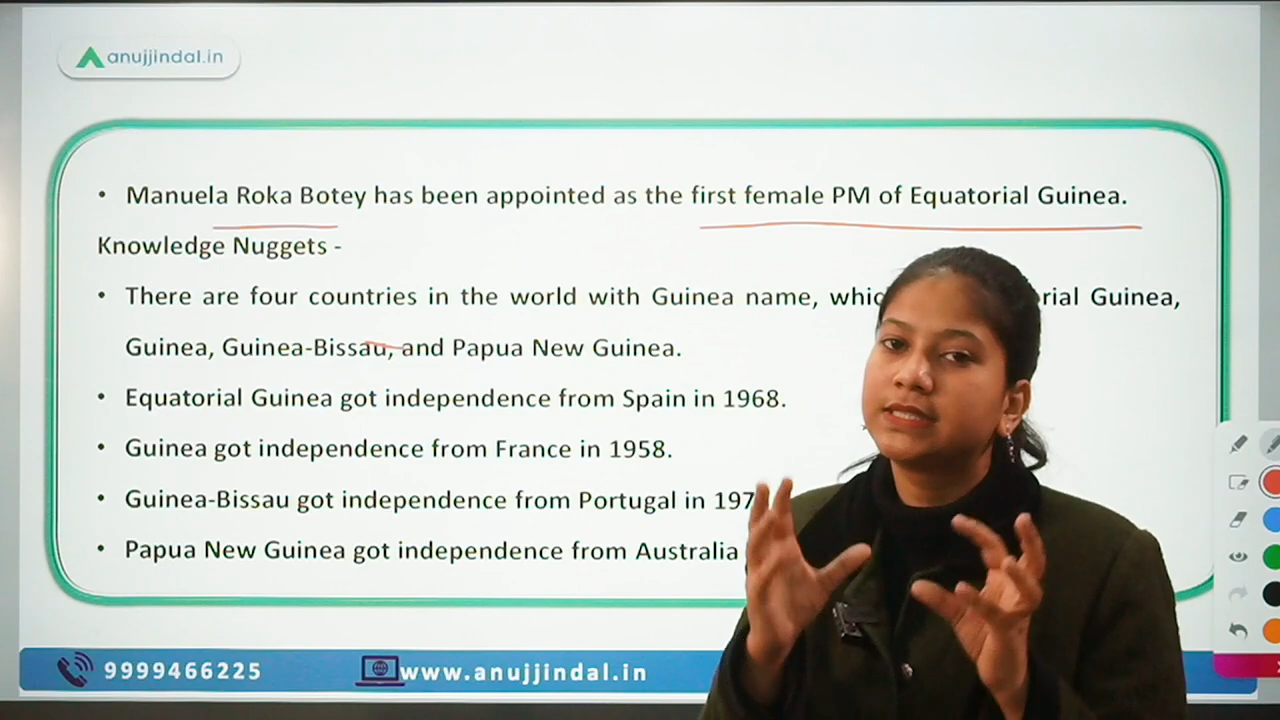 anujjindal.in
• Manuela Roka Botey has been appointed as the first female PM of Equatorial Guinea.
Knowledge Nuggets -
• There are four countries in the world with Guinea name, Guinea,
Guinea, Guinea-Bissau, and Papua New Guinea.
• Equatorial Guinea got independence from Spain in 1968.
• Guinea got independence from France in 1958.
• Guinea-Bissau got independence from Portugal in
• Papua New Guinea got independence from Australia
9999466225
www.anujjindal.in